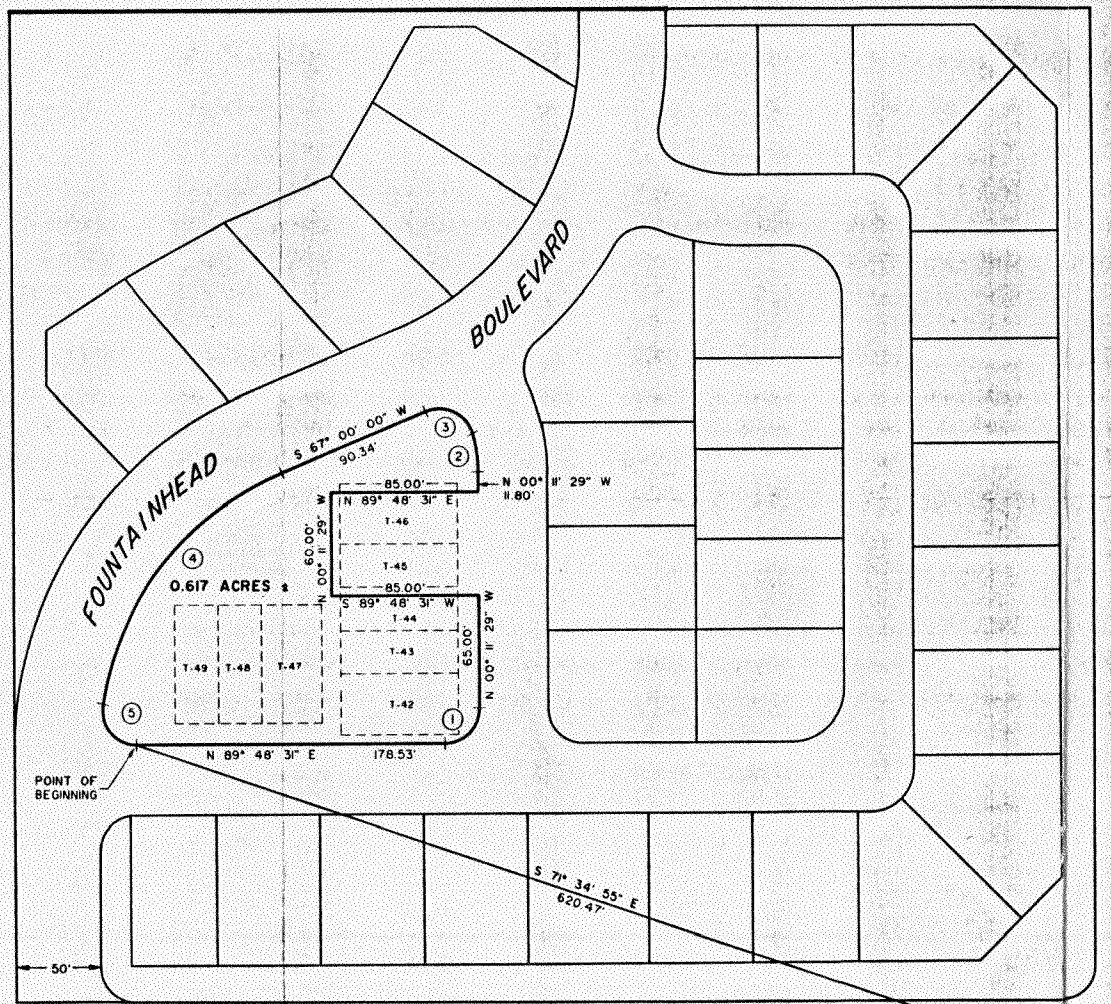 BOULEVARD
FOUNTAINHEAD
S 67° 00' 00" W
90.34'
3
2
N 00° 11' 29" W
11.80'
85.00'
N 89° 48' 31" E
T-46
60.00'
N 00° 11' 29" W
T-45
4
0.617 ACRES ±
85.00'
S 89° 48' 31" W
T-44
T-43
65.00'
N 00° 11' 29" W
T-49
T-48
T-47
T-42
5
1
N 89° 48' 31" E
178.53'
POINT OF
BEGINNING
S 71° 34' 55" E
620.47'
50'